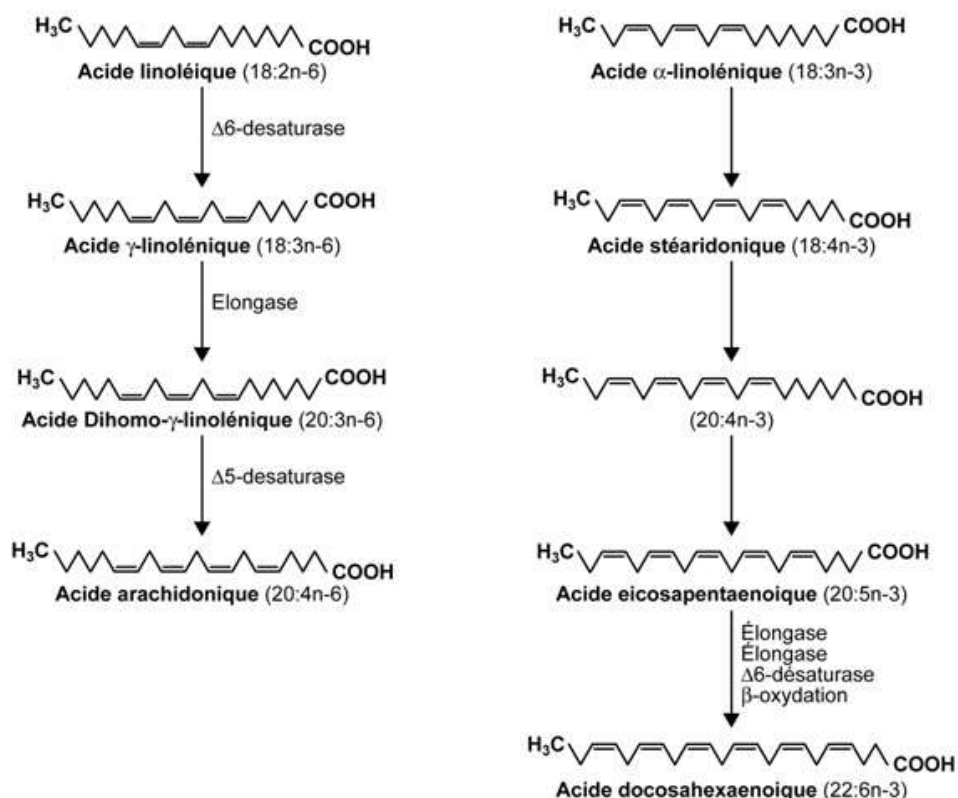 H₃C COOH
Acide linoléique (18:2n-6)
Δ6-desaturase
H₃C COOH
Acide γ-linolénique (18:3n-6)
Elongase
H₃C COOH
Acide Dihomo-γ-linolénique (20:3n-6)
Δ5-desaturase
H₃C COOH
Acide arachidonique (20:4n-6)
H₃C COOH
Acide α-linolénique (18:3n-3)
H₃C COOH
Acide stéaridonique (18:4n-3)
H₃C COOH
(20:4n-3)
H₃C COOH
Acide eicosapentaenoique (20:5n-3)
Élongase
Élongase
Δ6-désaturase
β-oxydation
H₃C COOH
Acide docosahexaenoique (22:6n-3)